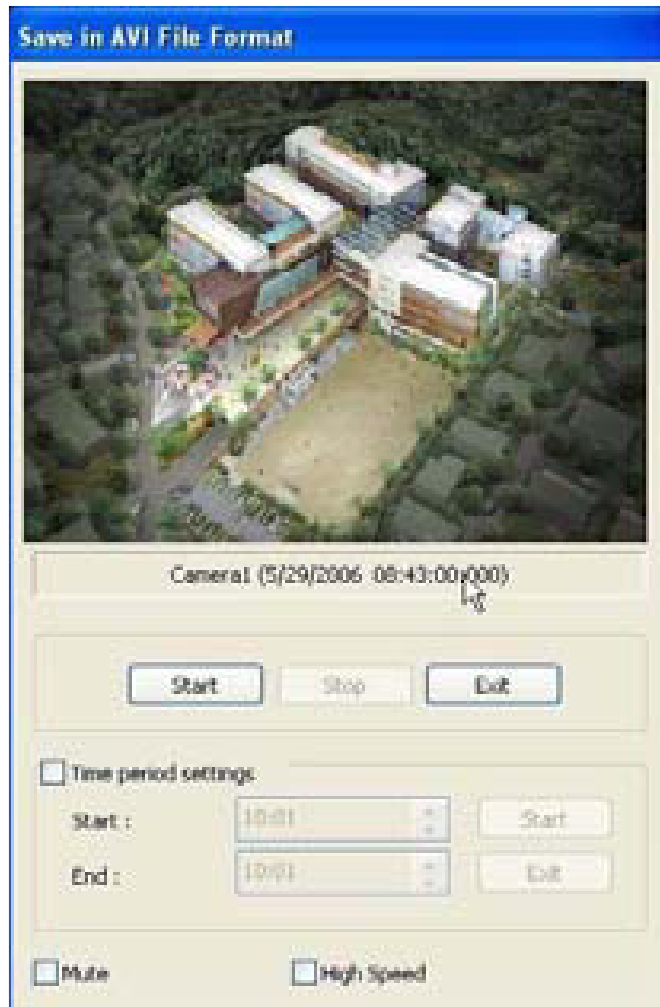 Save in AVI File Format
Camera1 (5/29/2006 08:43:00:000)
Start Stop Exit
Time period settings
Start : 10:01 Start
End : 10:01 Exit
Mute High Speed